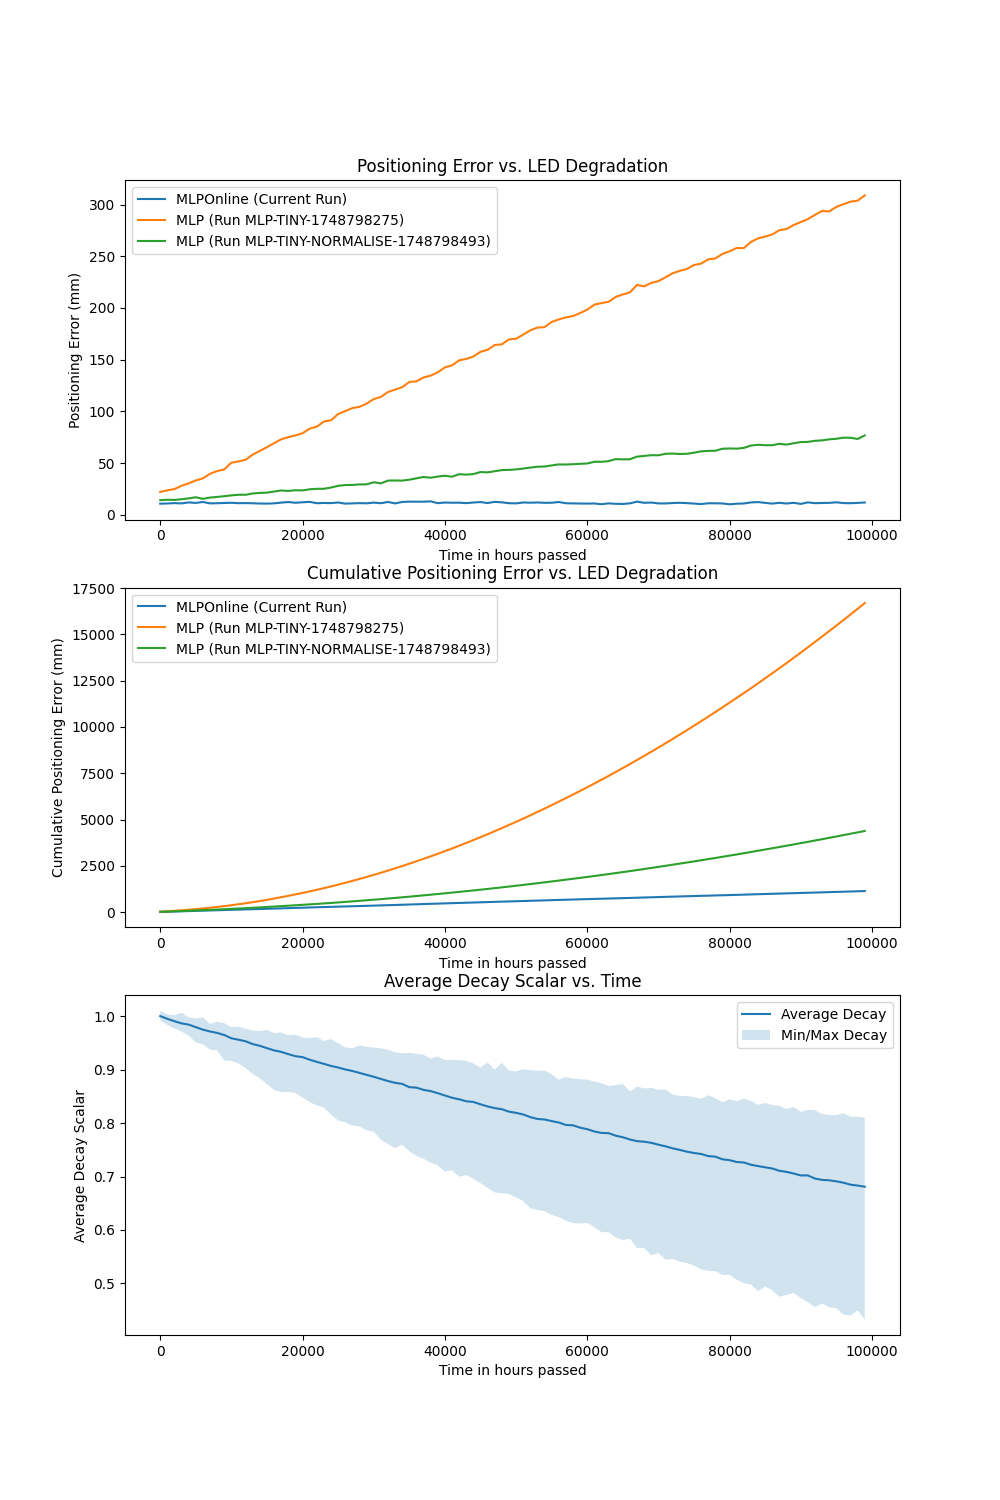 Positioning Error vs. LED Degradation
MLPOnline (Current Run)
MLP (Run MLP-TINY-1748798275)
MLP (Run MLP-TINY-NORMALISE-1748798493)
Positioning Error (mm)
300
250
200
150
100
50
0
0 20000 40000 60000 80000 100000
Time in hours passed
Cumulative Positioning Error vs. LED Degradation
MLPOnline (Current Run)
MLP (Run MLP-TINY-1748798275)
MLP (Run MLP-TINY-NORMALISE-1748798493)
Cumulative Positioning Error (mm)
17500
15000
12500
10000
7500
5000
2500
0
0 20000 40000 60000 80000 100000
Time in hours passed
Average Decay Scalar vs. Time
Average Decay
Min/Max Decay
Average Decay Scalar
1.0
0.9
0.8
0.7
0.6
0.5
0 20000 40000 60000 80000 100000
Time in hours passed